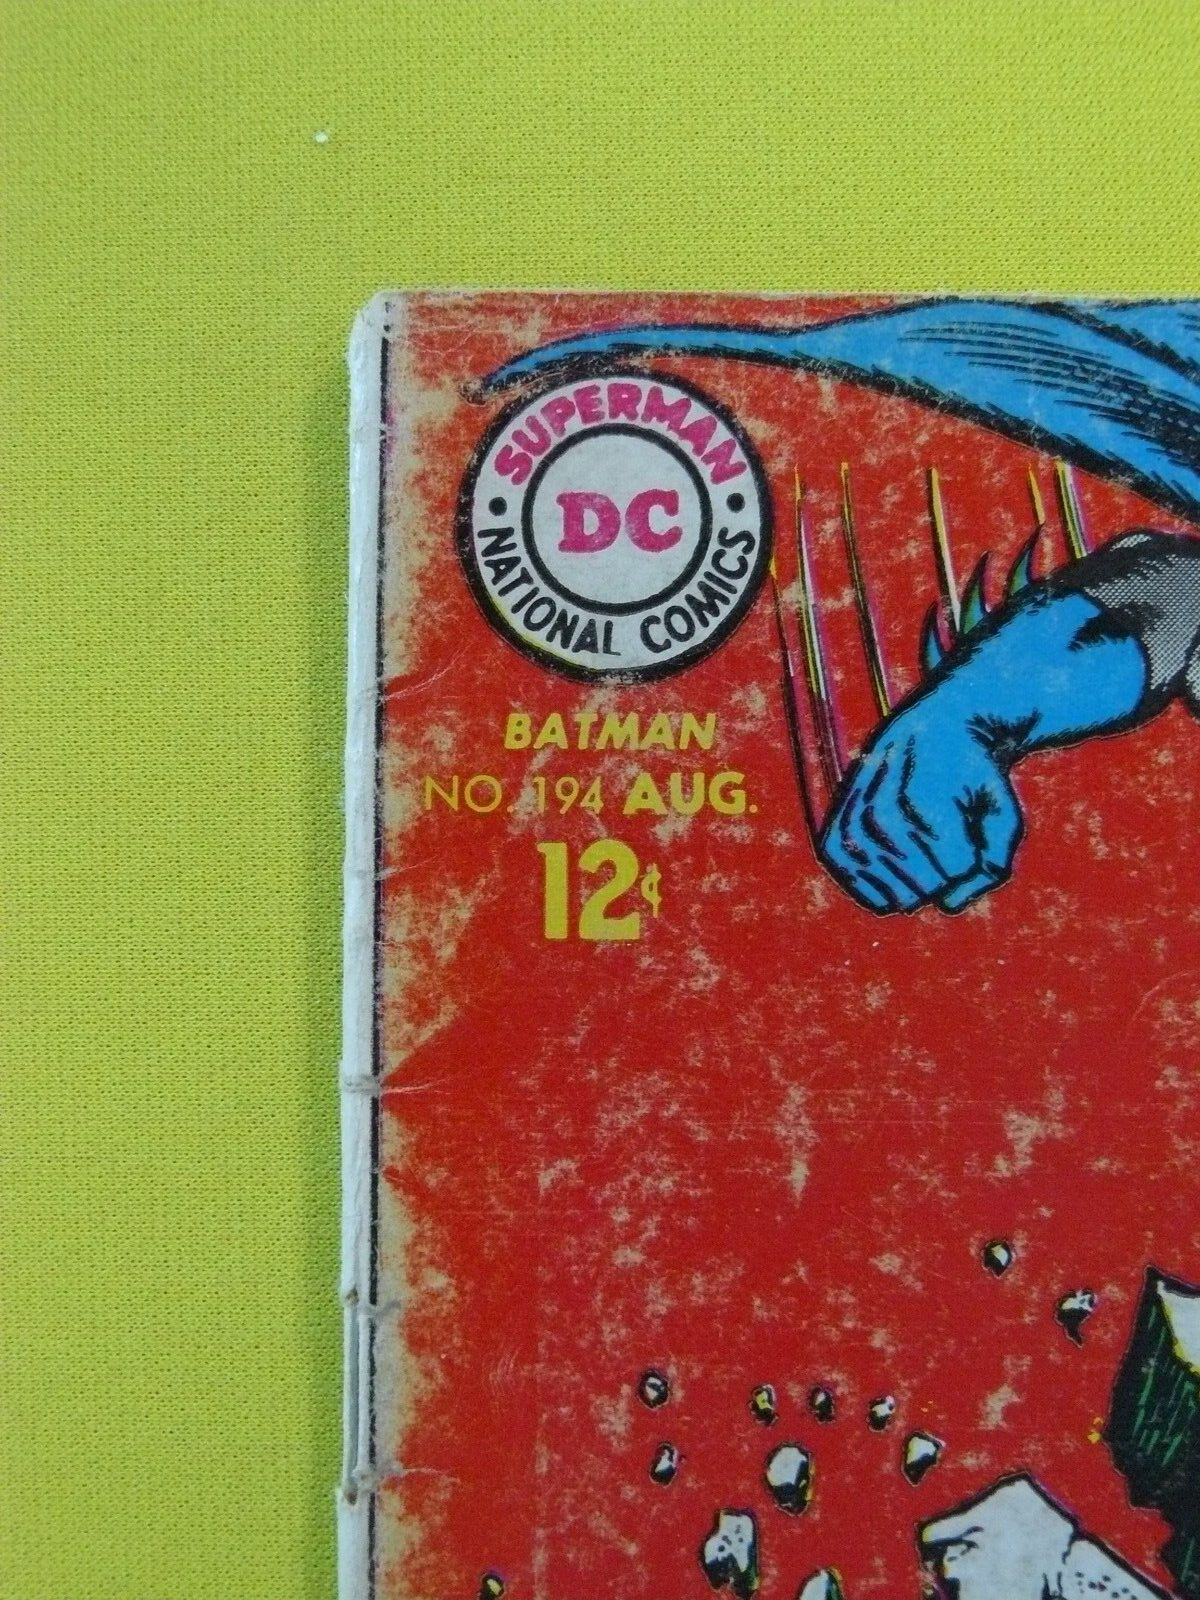 SUPERMAN
DC
NATIONAL COMICS
BATMAN
NO. 194 AUG.
12¢